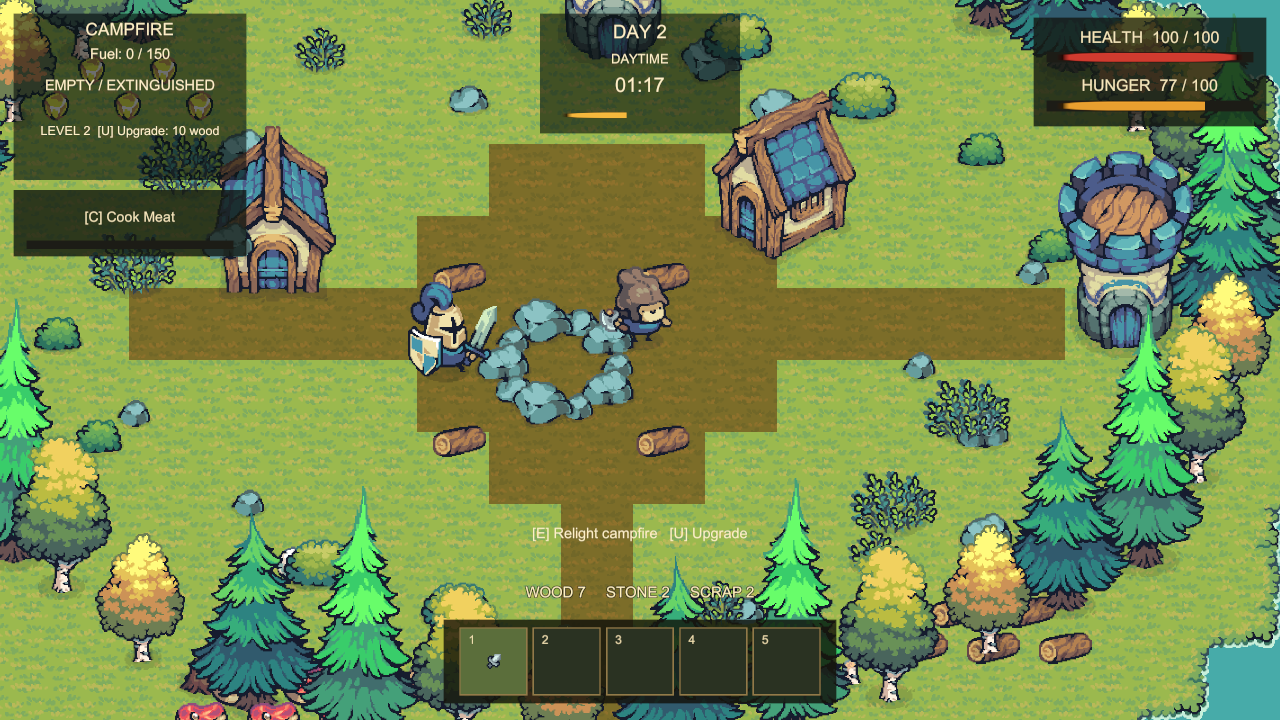 CAMPFIRE
Fuel: 0 / 150
EMPTY / EXTINGUISHED
LEVEL 2 [U] Upgrade: 10 wood
[C] Cook Meat
DAY 2
DAYTIME
01:17
HEALTH 100 / 100
HUNGER 77 / 100
[E] Relight campfire [U] Upgrade
WOOD 7 STONE 2 SCRAP 2
1 2 3 4 5